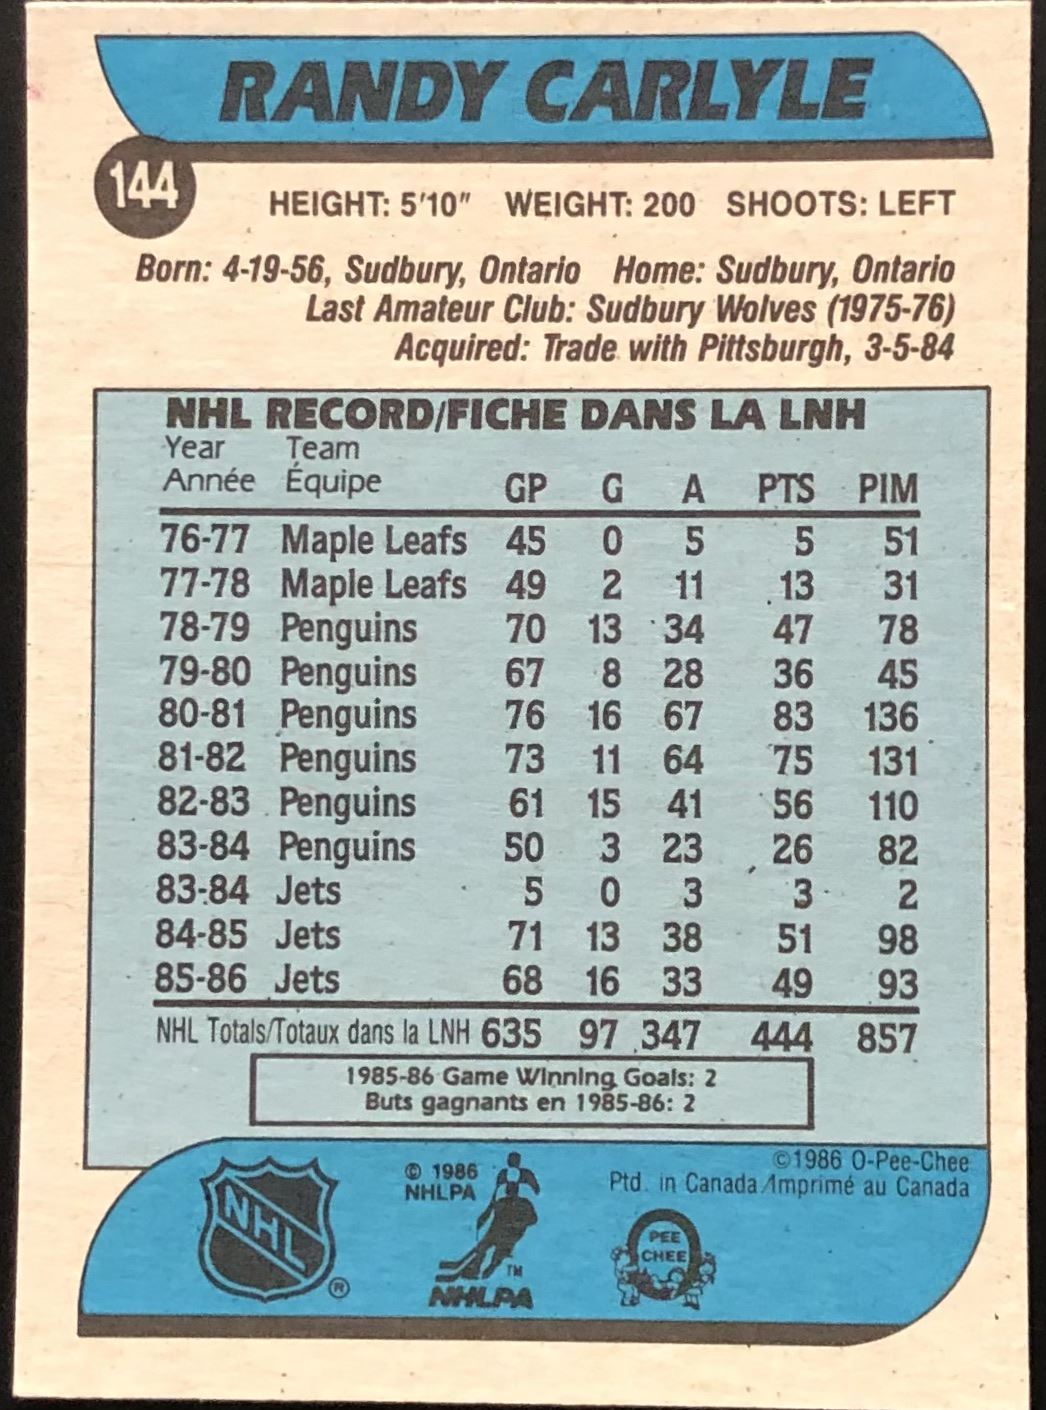 RANDY CARLYLE
144
HEIGHT: 5'10" WEIGHT: 200 SHOOTS: LEFT
Born: 4-19-56, Sudbury, Ontario Home: Sudbury, Ontario
Last Amateur Club: Sudbury Wolves (1975-76)
Acquired: Trade with Pittsburgh, 3-5-84
NHL RECORD/FICHE DANS LA LNH
Year Team
Année Équipe GP G A PTS PIM
76-77 Maple Leafs 45 0 5 5 51
77-78 Maple Leafs 49 2 11 13 31
78-79 Penguins 70 13 34 47 78
79-80 Penguins 67 8 28 36 45
80-81 Penguins 76 16 67 83 136
81-82 Penguins 73 11 64 75 131
82-83 Penguins 61 15 41 56 110
83-84 Penguins 50 3 23 26 82
83-84 Jets 5 0 3 3 2
84-85 Jets 71 13 38 51 98
85-86 Jets 68 16 33 49 93
NHL Totals/Totaux dans la LNH 635 97 347 444 857
1985-86 Game Winning Goals: 2
Buts gagnants en 1985-86: 2
©1986 O-Pee-Chee
Ptd. in Canada/Imprimé au Canada
© 1986
NHLPA
NHL
®
TM
NHLPA
PEE
CHEE